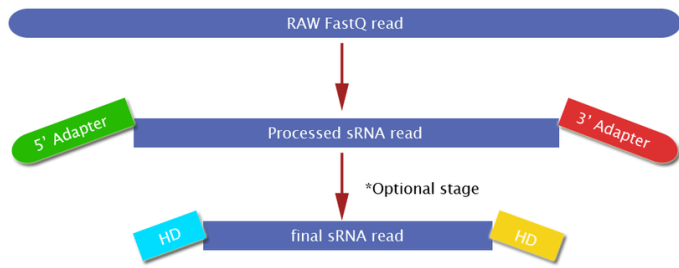 RAW FastQ read
5' Adapter
Processed sRNA read
3' Adapter
*Optional stage
HD
final sRNA read
HD